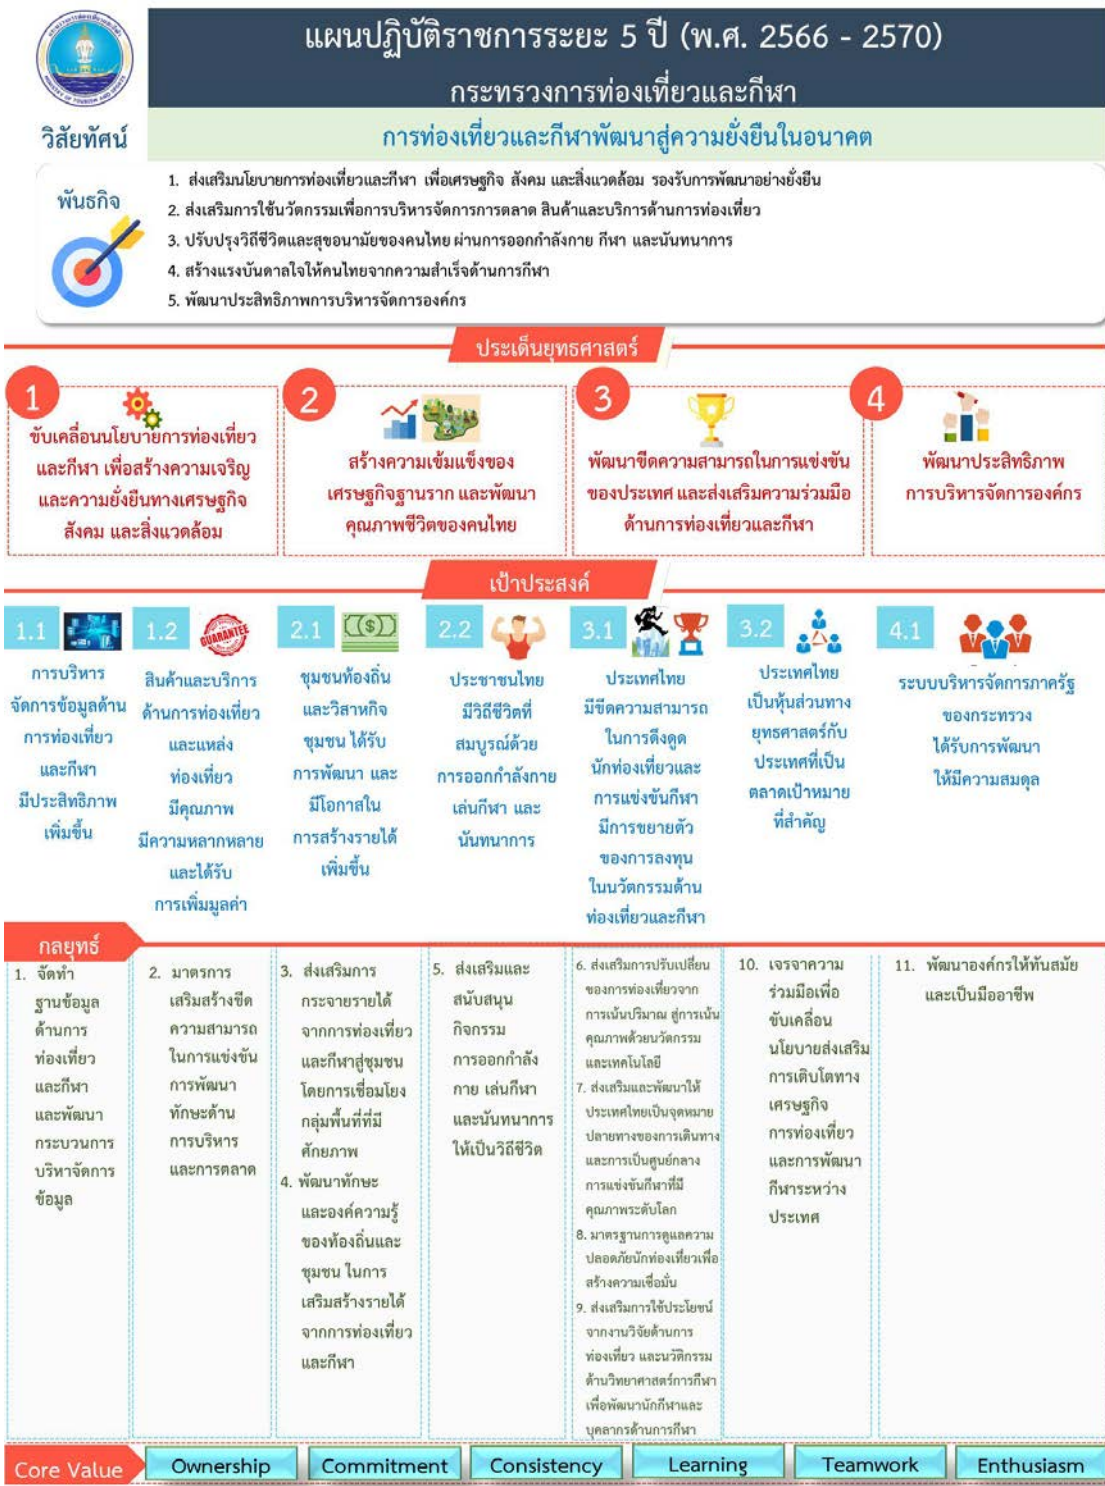 แผนปฏิบัติราชการระยะ 5 ปี (พ.ศ. 2566 - 2570)
กระทรวงการท่องเที่ยวและกีฬา
MINISTRY OF TOURISM AND SPORTS
วิสัยทัศน์
การท่องเที่ยวและกีฬาพัฒนาสู่ความยั่งยืนในอนาคต
พันธกิจ
1. ส่งเสริมนโยบายการท่องเที่ยวและกีฬา เพื่อเศรษฐกิจ สังคม และสิ่งแวดล้อม รองรับการพัฒนาอย่างยั่งยืน
2. ส่งเสริมการใช้นวัตกรรมเพื่อการบริหารจัดการการตลาด สินค้าและบริการด้านการท่องเที่ยว
3. ปรับปรุงวิถีชีวิตและสุขอนามัยของคนไทย ผ่านการออกกำลังกาย กีฬา และนันทนาการ
4. สร้างแรงบันดาลใจให้คนไทยจากความสำเร็จด้านการกีฬา
5. พัฒนาประสิทธิภาพการบริหารจัดการองค์กร
ประเด็นยุทธศาสตร์
1
ขับเคลื่อนนโยบายการท่องเที่ยว
และกีฬา เพื่อสร้างความเจริญ
และความยั่งยืนทางเศรษฐกิจ
สังคม และสิ่งแวดล้อม
2
สร้างความเข้มแข็งของ
เศรษฐกิจฐานราก และพัฒนา
คุณภาพชีวิตของคนไทย
3
พัฒนาขีดความสามารถในการแข่งขัน
ของประเทศ และส่งเสริมความร่วมมือ
ด้านการท่องเที่ยวและกีฬา
4
พัฒนาประสิทธิภาพ
การบริหารจัดการองค์กร
เป้าประสงค์
1.1
การบริหาร
จัดการข้อมูลด้าน
การท่องเที่ยว
และกีฬา
มีประสิทธิภาพ
เพิ่มขึ้น
1.2
GUARANTEE
สินค้าและบริการ
ด้านการท่องเที่ยว
และแหล่ง
ท่องเที่ยว
มีคุณภาพ
มีความหลากหลาย
และได้รับ
การเพิ่มมูลค่า
2.1
($)
ชุมชนท้องถิ่น
และวิสาหกิจ
ชุมชน ได้รับ
การพัฒนา และ
มีโอกาสใน
การสร้างรายได้
เพิ่มขึ้น
2.2
ประชาชนไทย
มีวิถีชีวิตที่
สมบูรณ์ด้วย
การออกกำลังกาย
เล่นกีฬา และ
นันทนาการ
3.1
ประเทศไทย
มีขีดความสามารถ
ในการดึงดูด
นักท่องเที่ยวและ
การแข่งขันกีฬา
มีการขยายตัว
ของการลงทุน
ในนวัตกรรมด้าน
ท่องเที่ยวและกีฬา
3.2
ประเทศไทย
เป็นหุ้นส่วนทาง
ยุทธศาสตร์กับ
ประเทศที่เป็น
ตลาดเป้าหมาย
ที่สำคัญ
4.1
ระบบบริหารจัดการภาครัฐ
ของกระทรวง
ได้รับการพัฒนา
ให้มีความสมดุล
กลยุทธ์
1. จัดทำ
ฐานข้อมูล
ด้านการ
ท่องเที่ยว
และกีฬา
และพัฒนา
กระบวนการ
บริหาจัดการ
ข้อมูล
2. มาตรการ
เสริมสร้างขีด
ความสามารถ
ในการแข่งขัน
การพัฒนา
ทักษะด้าน
การบริหาร
และการตลาด
3. ส่งเสริมการ
กระจายรายได้
จากการท่องเที่ยว
และกีฬาสู่ชุมชน
โดยการเชื่อมโยง
กลุ่มพื้นที่ที่มี
ศักยภาพ
4. พัฒนาทักษะ
และองค์ความรู้
ของท้องถิ่นและ
ชุมชน ในการ
เสริมสร้างรายได้
จากการท่องเที่ยว
และกีฬา
5. ส่งเสริมและ
สนับสนุน
กิจกรรม
การออกกำลัง
กาย เล่นกีฬา
และนันทนาการ
ให้เป็นวิถีชีวิต
6. ส่งเสริมการปรับเปลี่ยน
ของการท่องเที่ยวจาก
การเน้นปริมาณ สู่การเน้น
คุณภาพด้วยนวัตกรรม
และเทคโนโลยี
7. ส่งเสริมและพัฒนาให้
ประเทศไทยเป็นจุดหมาย
ปลายทางของการเดินทาง
และการเป็นศูนย์กลาง
การแข่งขันกีฬาที่มี
คุณภาพระดับโลก
8. มาตรฐานการดูแลความ
ปลอดภัยนักท่องเที่ยวเพื่อ
สร้างความเชื่อมั่น
9. ส่งเสริมการใช้ประโยชน์
จากงานวิจัยด้านการ
ท่องเที่ยว และนวัติกรรม
ด้านวิทยาศาสตร์การกีฬา
เพื่อพัฒนานักกีฬาและ
บุคลากรด้านการกีฬา
10. เจรจาความ
ร่วมมือเพื่อ
ขับเคลื่อน
นโยบายส่งเสริม
การเติบโตทาง
เศรษฐกิจ
การท่องเที่ยว
และการพัฒนา
กีฬาระหว่าง
ประเทศ
11. พัฒนาองค์กรให้ทันสมัย
และเป็นมืออาชีพ
Core Value
Ownership
Commitment
Consistency
Learning
Teamwork
Enthusiasm